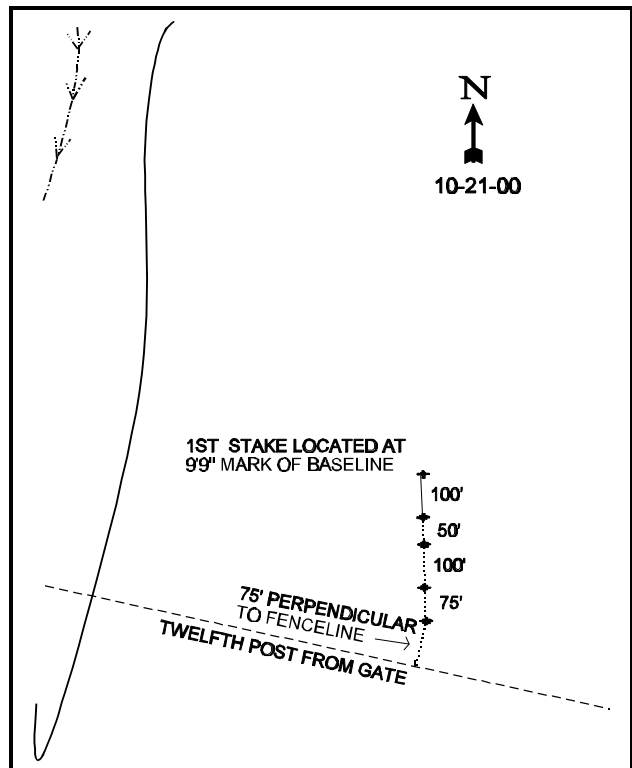 N
10-21-00
1ST STAKE LOCATED AT
9'9" MARK OF BASELINE
100'
50'
100'
75'
75' PERPENDICULAR
TO FENCELINE
TWELFTH POST FROM GATE